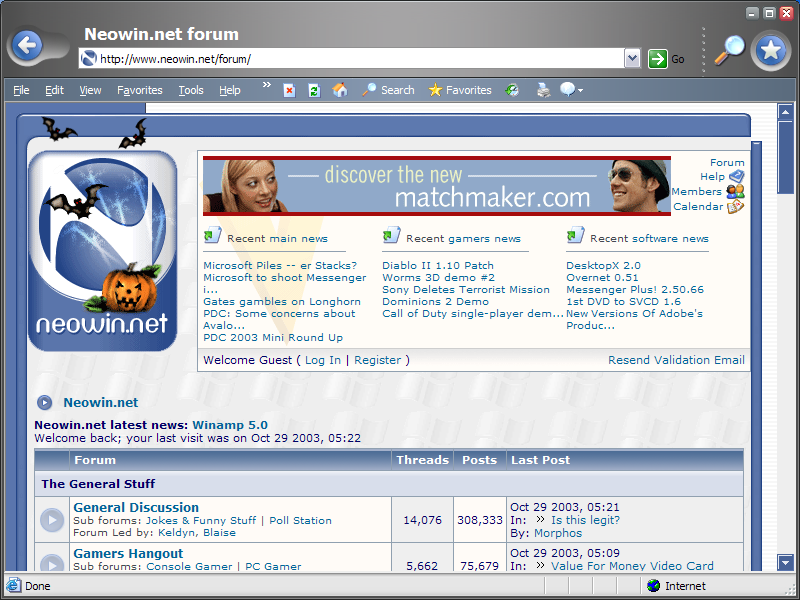 Neowin.net forum
http://www.neowin.net/forum/
Go
File Edit View Favorites Tools Help » Search Favorites
discover the new
matchmaker.com
Forum
Help
Members
Calendar
neowin.net
Recent main news
Microsoft Piles -- er Stacks?
Microsoft to shoot Messenger
i...
Gates gambles on Longhorn
PDC: Some concerns about
Avalo...
PDC 2003 Mini Round Up
Recent gamers news
Diablo II 1.10 Patch
Worms 3D demo #2
Sony Deletes Terrorist Mission
Dominions 2 Demo
Call of Duty single-player dem...
Recent software news
DesktopX 2.0
Overnet 0.51
Messenger Plus! 2.50.66
1st DVD to SVCD 1.6
New Versions Of Adobe's
Produc...
Welcome Guest ( Log In | Register )
Resend Validation Email
Neowin.net
Neowin.net latest news: Winamp 5.0
Welcome back; your last visit was on Oct 29 2003, 05:22
Forum Threads Posts Last Post
The General Stuff
General Discussion
Sub forums: Jokes & Funny Stuff | Poll Station
Forum Led by: Keldyn, Blaise
14,076
308,333
Oct 29 2003, 05:21
In: » Is this legit?
By: Morphos
Gamers Hangout
Sub forums: Console Gamer | PC Gamer
5,662
75,679
Oct 29 2003, 05:09
In: » Value For Money Video Card
Done
Internet